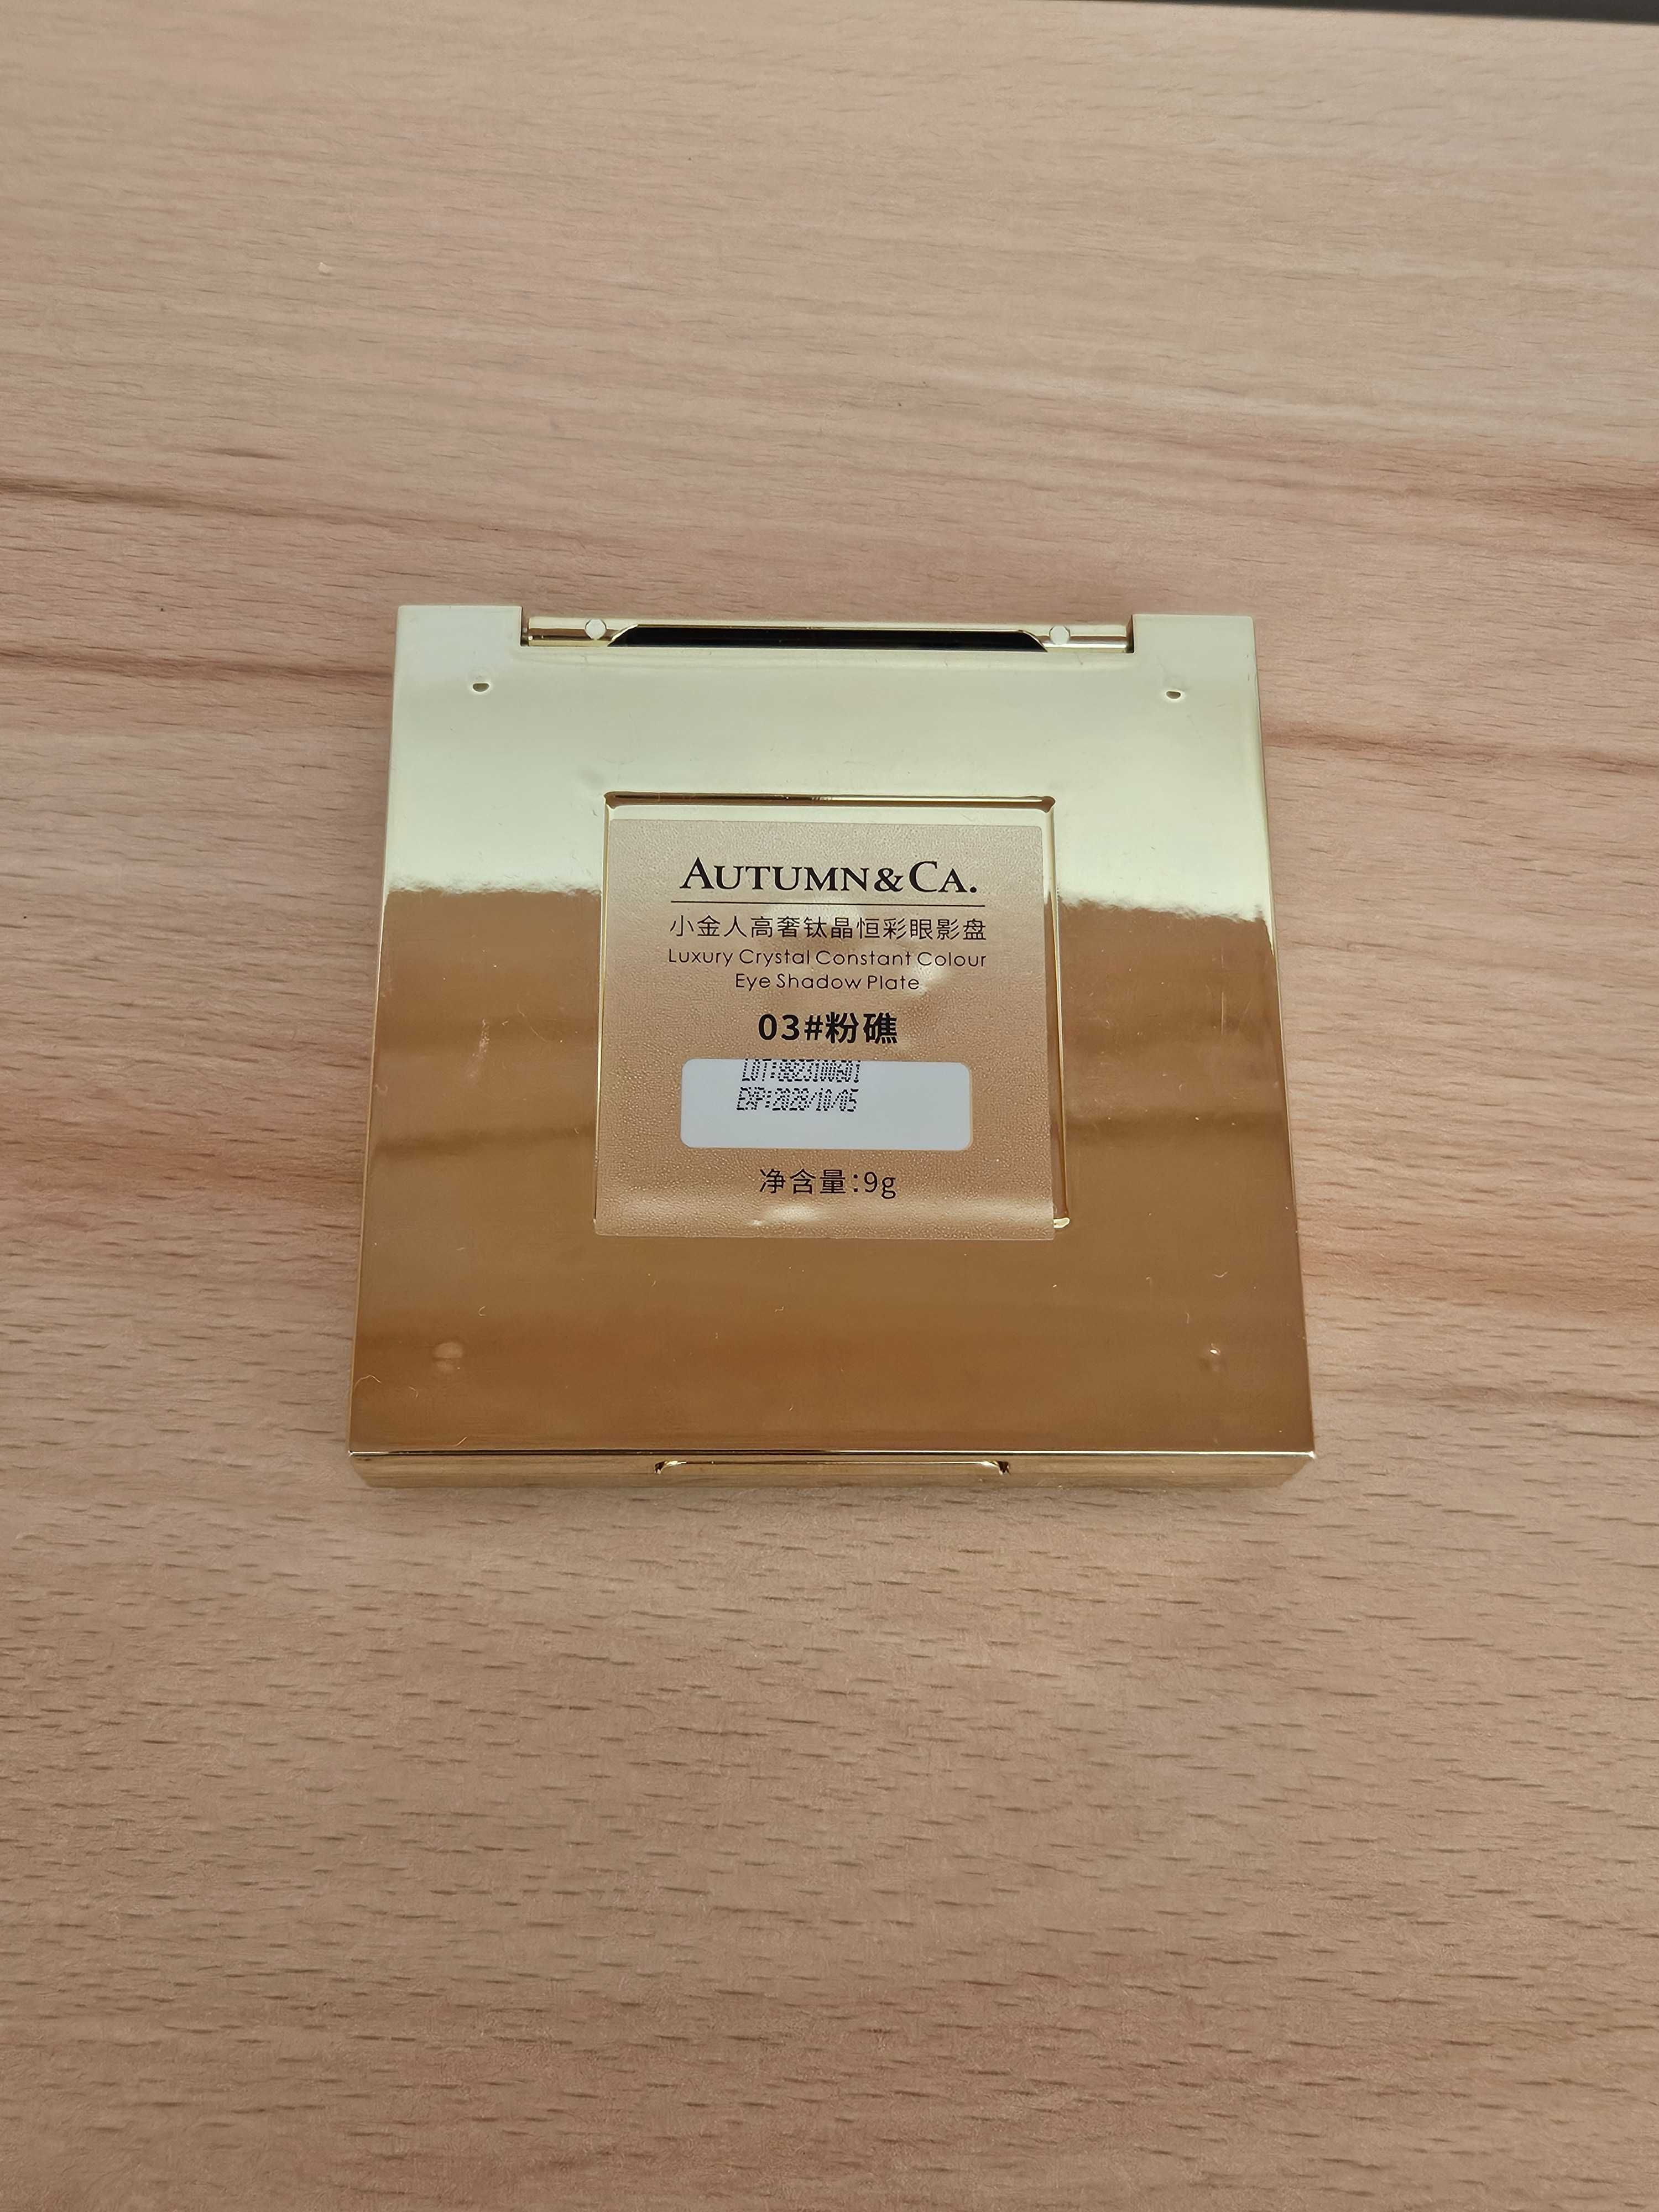 AUTUMN&CA.
小金人高奢钛晶恒彩眼影盘
Luxury Crystal Constant Colour
Eye Shadow Plate
03#粉礁
EXP:2028/10/05
净含量:9g